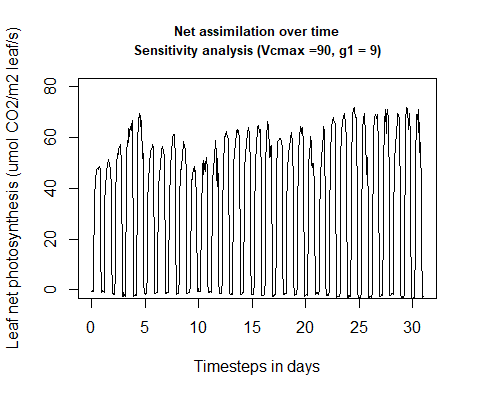 Net assimilation over time
Sensitivity analysis (Vcmax =90, g1 = 9)
Leaf net photosynthesis (umol CO2/m2 leaf/s)
80
60
40
20
0
0 5 10 15 20 25 30
Timesteps in days